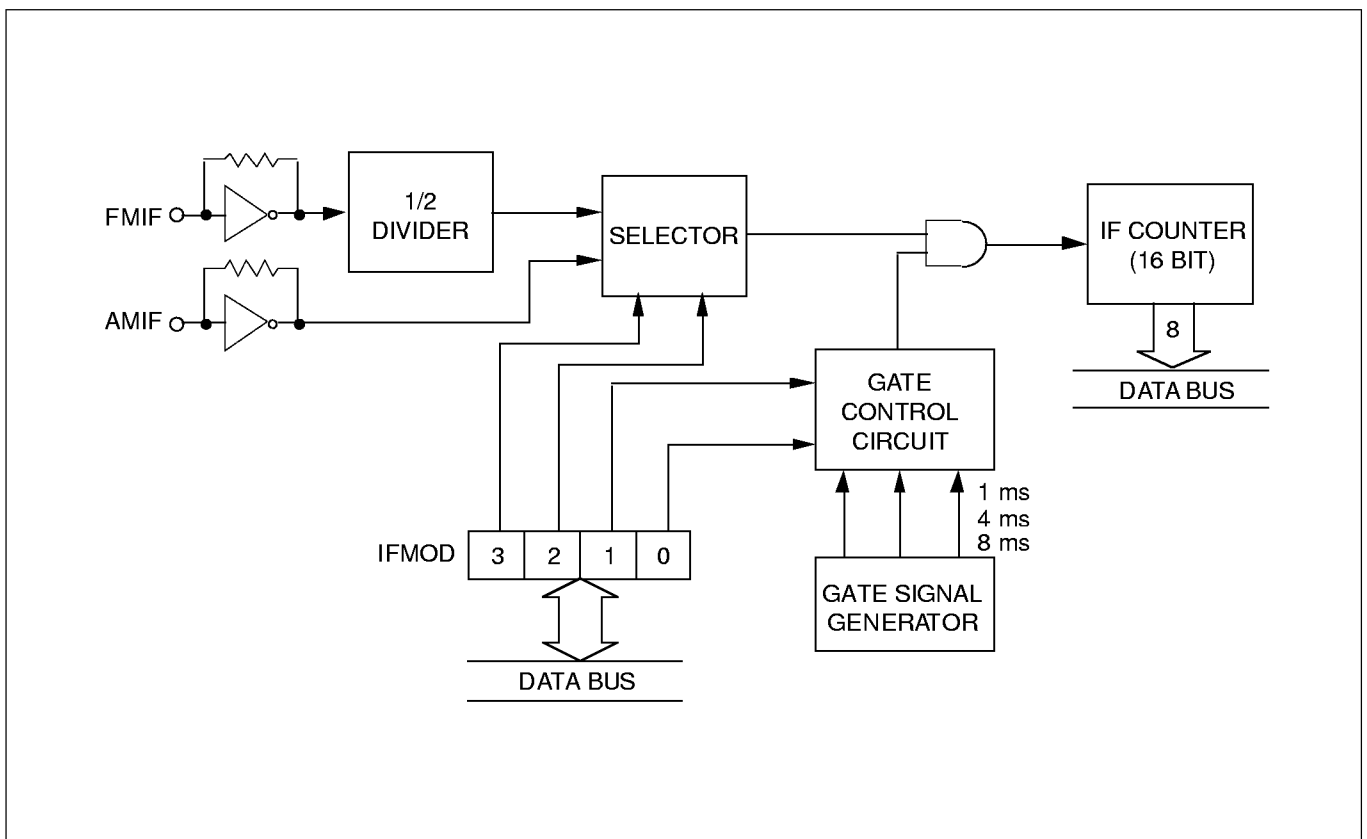 FMIF
1/2
DIVIDER
SELECTOR
IF COUNTER
(16 BIT)
AMIF
8
DATA BUS
GATE
CONTROL
CIRCUIT
1 ms
4 ms
8 ms
IFMOD 3 2 1 0
GATE SIGNAL
GENERATOR
DATA BUS